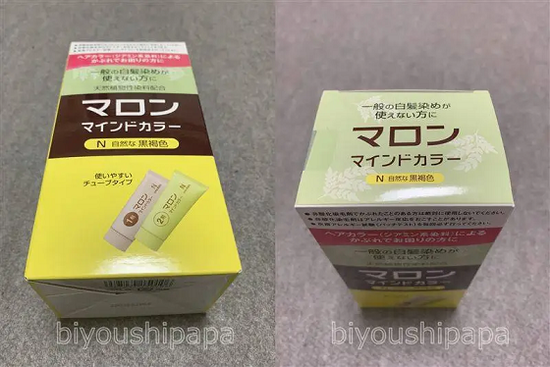 ヘアカラー(ジアミン系染料)による
かぶれでお困りの方に
一般の白髪染めが
使えない方に
天然植物性染料配合
マロン
マインドカラー
N 自然な 黒褐色
使いやすい
チューブタイプ
マロン
1剤
マロン
2剤
biyoushipapa
一般の白髪染めが
使えない方に
マロン
マインドカラー
N 自然な 黒褐色
ヘアカラー(ジアミン系染料)による
かぶれでお困りの方に
一般の白髪染めが
使えない方に
マロン
マインドカラ
biyoushipapa